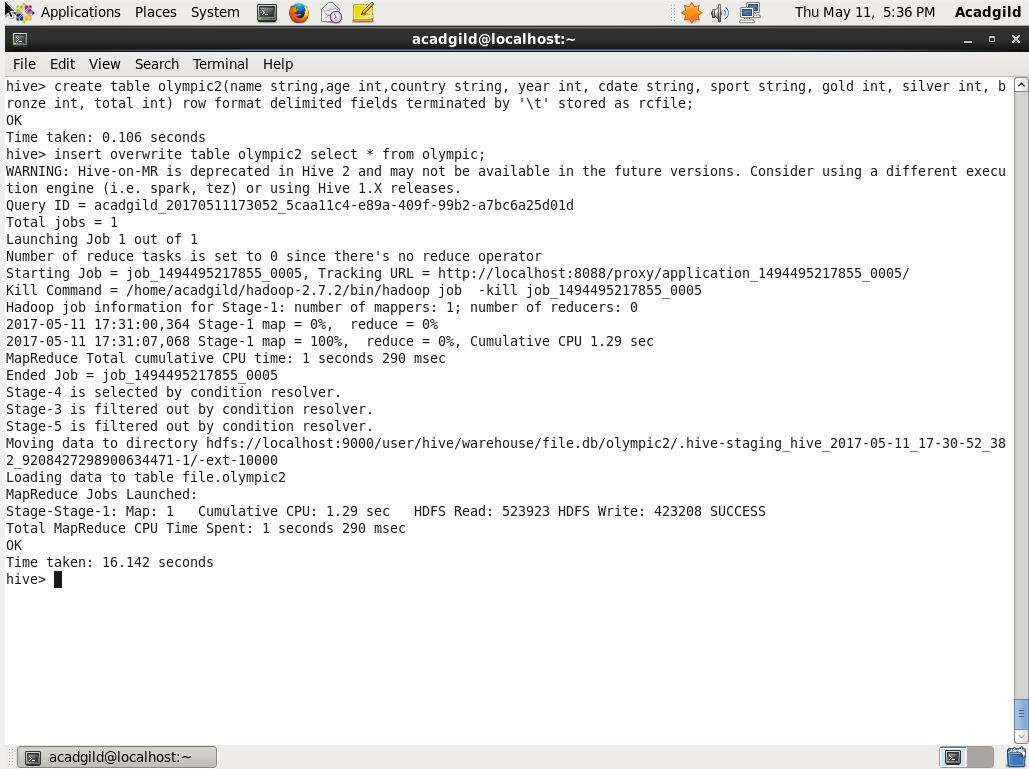 Applications Places System Thu May 11, 5:36 PM Acadgild
acadgild@localhost:~
File Edit View Search Terminal Help
hive> create table olympic2(name string,age int,country string, year int, cdate string, sport string, gold int, silver int, b
ronze int, total int) row format delimited fields terminated by '\t' stored as rcfile;
OK
Time taken: 0.106 seconds
hive> insert overwrite table olympic2 select * from olympic;
WARNING: Hive-on-MR is deprecated in Hive 2 and may not be available in the future versions. Consider using a different execu
tion engine (i.e. spark, tez) or using Hive 1.X releases.
Query ID = acadgild_20170511173052_5caa11c4-e89a-409f-99b2-a7bc6a25d01d
Total jobs = 1
Launching Job 1 out of 1
Number of reduce tasks is set to 0 since there's no reduce operator
Starting Job = job_1494495217855_0005, Tracking URL = http://localhost:8088/proxy/application_1494495217855_0005/
Kill Command = /home/acadgild/hadoop-2.7.2/bin/hadoop job  -kill job_1494495217855_0005
Hadoop job information for Stage-1: number of mappers: 1; number of reducers: 0
2017-05-11 17:31:00,364 Stage-1 map = 0%,  reduce = 0%
2017-05-11 17:31:07,068 Stage-1 map = 100%,  reduce = 0%, Cumulative CPU 1.29 sec
MapReduce Total cumulative CPU time: 1 seconds 290 msec
Ended Job = job_1494495217855_0005
Stage-4 is selected by condition resolver.
Stage-3 is filtered out by condition resolver.
Stage-5 is filtered out by condition resolver.
Moving data to directory hdfs://localhost:9000/user/hive/warehouse/file.db/olympic2/.hive-staging_hive_2017-05-11_17-30-52_38
2_9208427298900634471-1/-ext-10000
Loading data to table file.olympic2
MapReduce Jobs Launched:
Stage-Stage-1: Map: 1   Cumulative CPU: 1.29 sec   HDFS Read: 523923 HDFS Write: 423208 SUCCESS
Total MapReduce CPU Time Spent: 1 seconds 290 msec
OK
Time taken: 16.142 seconds
hive>
acadgild@localhost:~